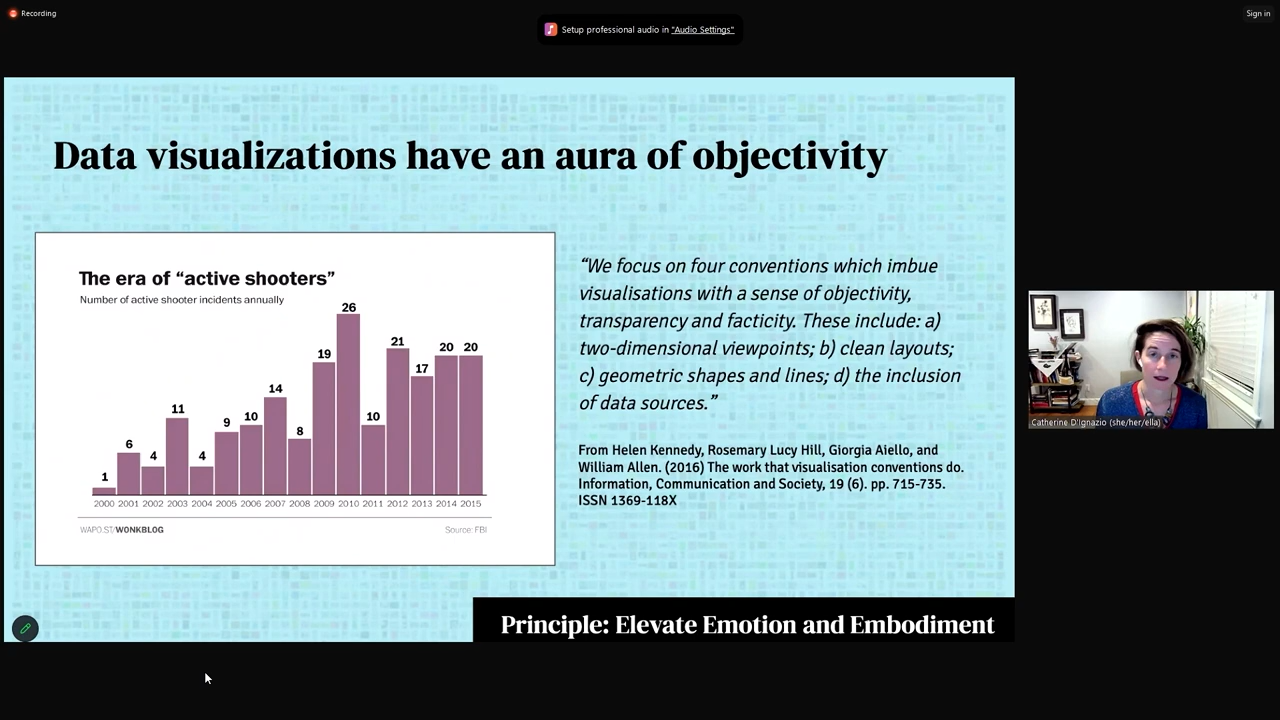 Recording
Sign in
Setup professional audio in "Audio Settings"
Data visualizations have an aura of objectivity
The era of “active shooters”
Number of active shooter incidents annually
1
6
4
11
4
9
10
14
8
19
26
10
21
17
20
20
2000 2001 2002 2003 2004 2005 2006 2007 2008 2009 2010 2011 2012 2013 2014 2015
WAPO.ST/WONKBLOG
Source: FBI
“We focus on four conventions which imbue
visualisations with a sense of objectivity,
transparency and facticity. These include: a)
two-dimensional viewpoints; b) clean layouts;
c) geometric shapes and lines; d) the inclusion
of data sources.”
From Helen Kennedy, Rosemary Lucy Hill, Giorgia Aiello, and
William Allen. (2016) The work that visualisation conventions do.
Information, Communication and Society, 19 (6). pp. 715-735.
ISSN 1369-118X
Principle: Elevate Emotion and Embodiment
Catherine D'Ignazio (she/her/ella)